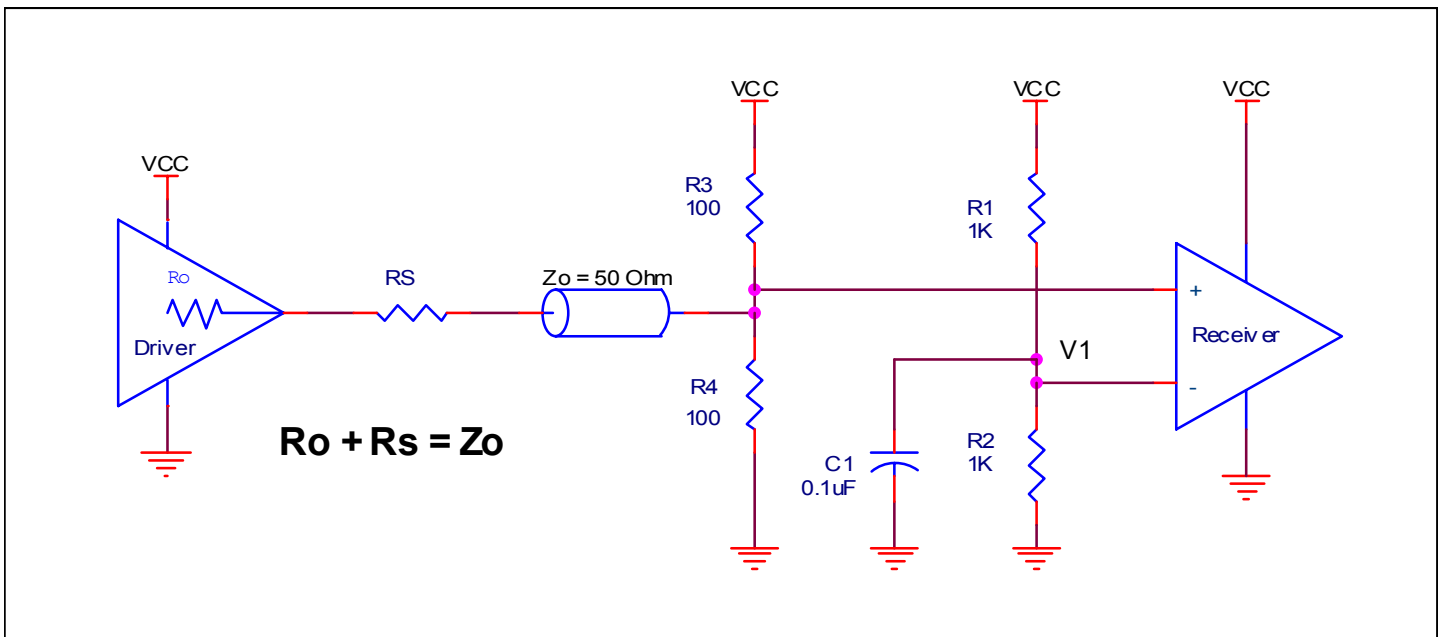 VCC
VCC
VCC
VCC
R3
100
R1
1K
Ro
RS
Zo = 50 Ohm
+
Driver
Receiver
V1
-
R4
100
Ro + Rs = Zo
R2
1K
C1
0.1uF